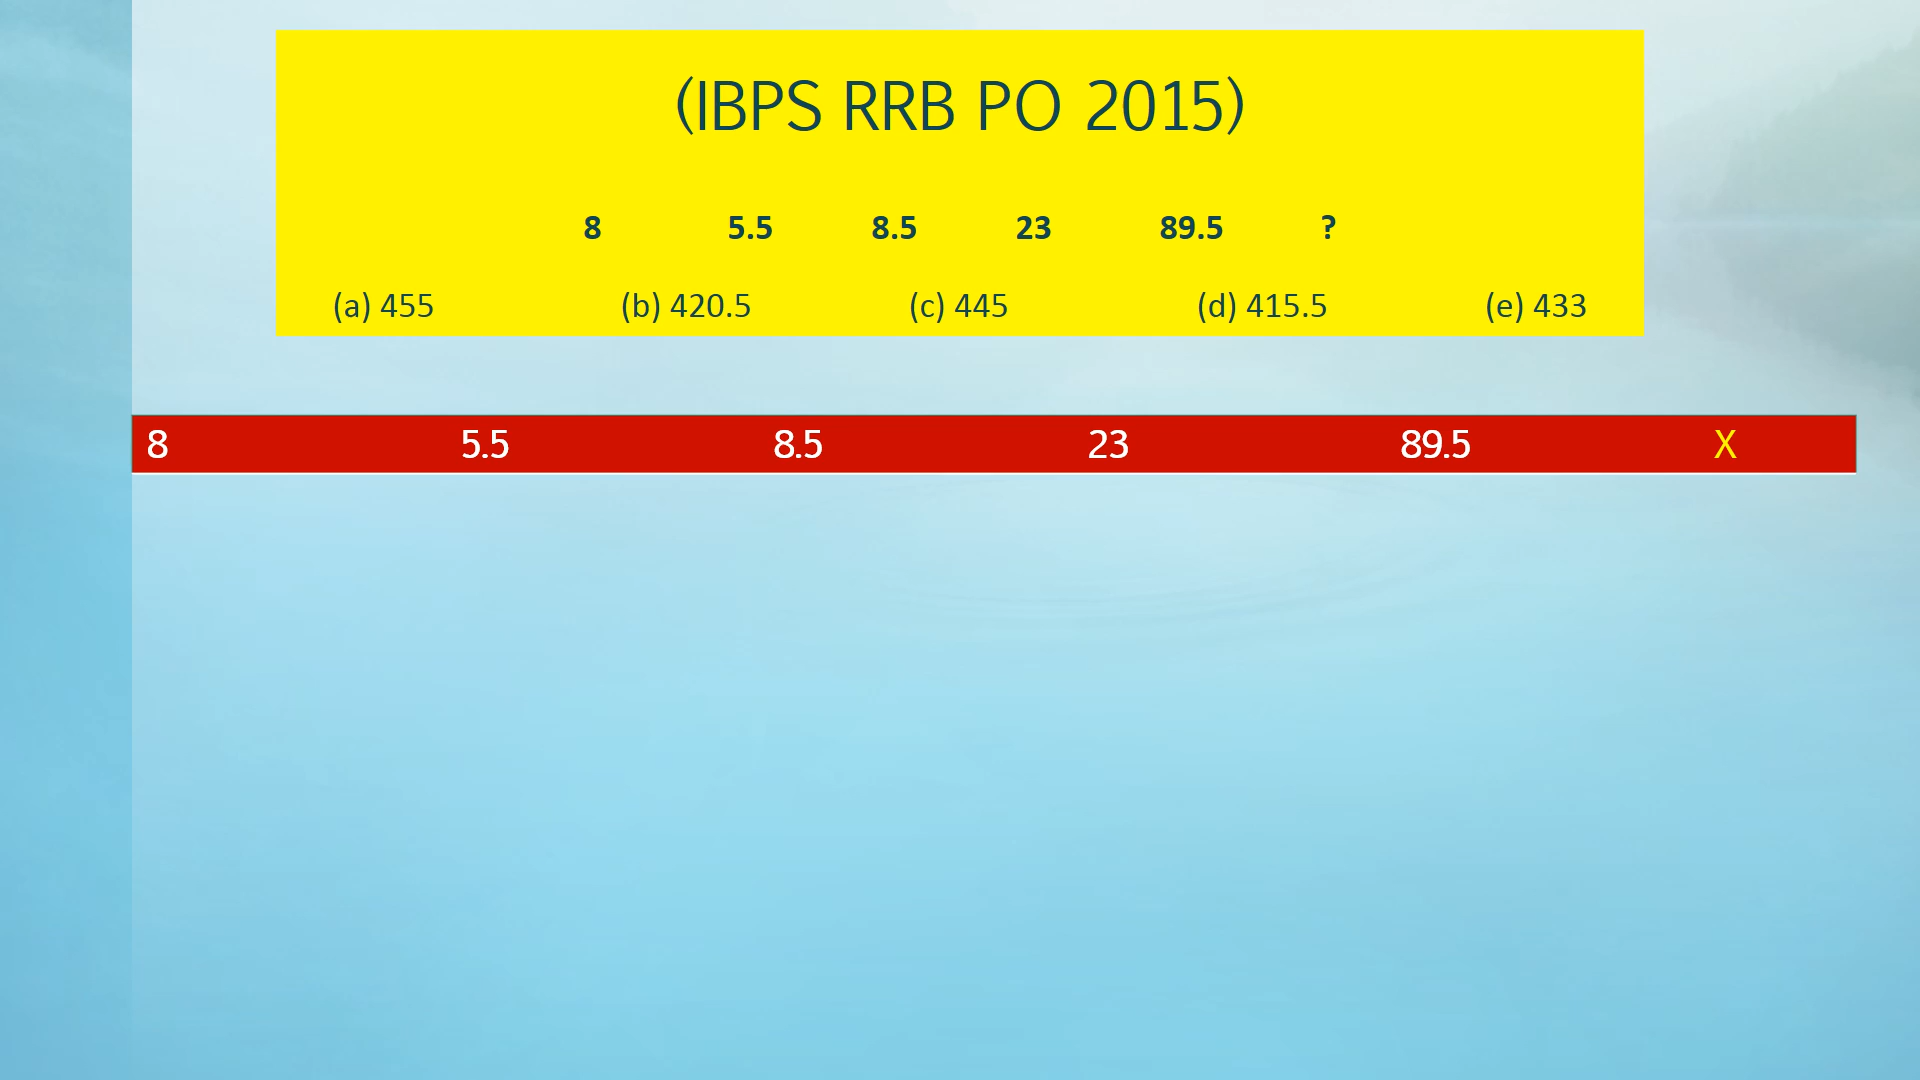 (IBPS RRB PO 2015)
8 5.5 8.5 23 89.5 ?
(a) 455 (b) 420.5 (c) 445 (d) 415.5 (e) 433
8 5.5 8.5 23 89.5 X